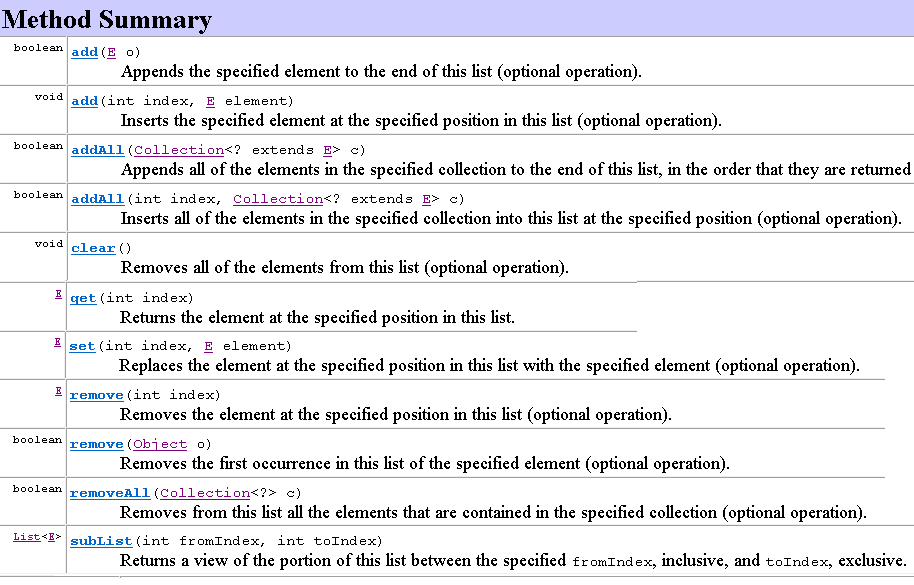 Method Summary
boolean add(E o)
Appends the specified element to the end of this list (optional operation).
void add(int index, E element)
Inserts the specified element at the specified position in this list (optional operation).
boolean addAll(Collection<? extends E> c)
Appends all of the elements in the specified collection to the end of this list, in the order that they are returned
boolean addAll(int index, Collection<? extends E> c)
Inserts all of the elements in the specified collection into this list at the specified position (optional operation).
void clear()
Removes all of the elements from this list (optional operation).
E get(int index)
Returns the element at the specified position in this list.
E set(int index, E element)
Replaces the element at the specified position in this list with the specified element (optional operation).
E remove(int index)
Removes the element at the specified position in this list (optional operation).
boolean remove(Object o)
Removes the first occurrence in this list of the specified element (optional operation).
boolean removeAll(Collection<?> c)
Removes from this list all the elements that are contained in the specified collection (optional operation).
List<E> subList(int fromIndex, int toIndex)
Returns a view of the portion of this list between the specified fromIndex, inclusive, and toIndex, exclusive.